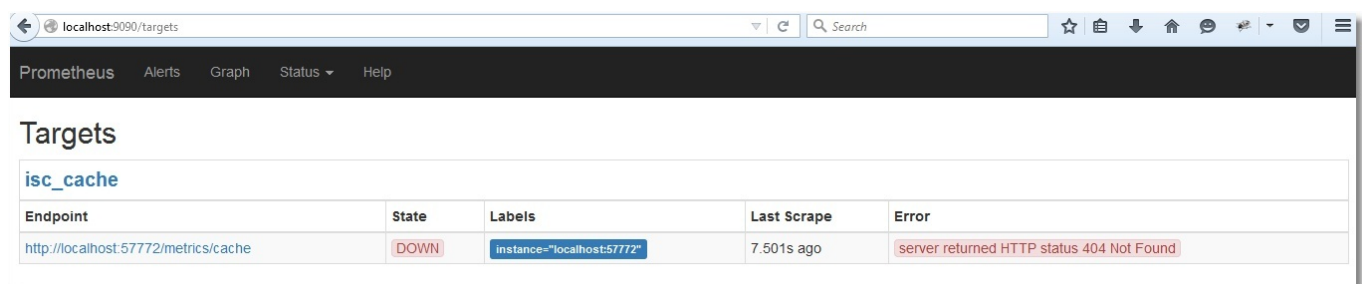 localhost:9090/targets
Search
Prometheus Alerts Graph Status Help
Targets
isc_cache
Endpoint State Labels Last Scrape Error
http://localhost:57772/metrics/cache DOWN instance="localhost:57772" 7.501s ago server returned HTTP status 404 Not Found